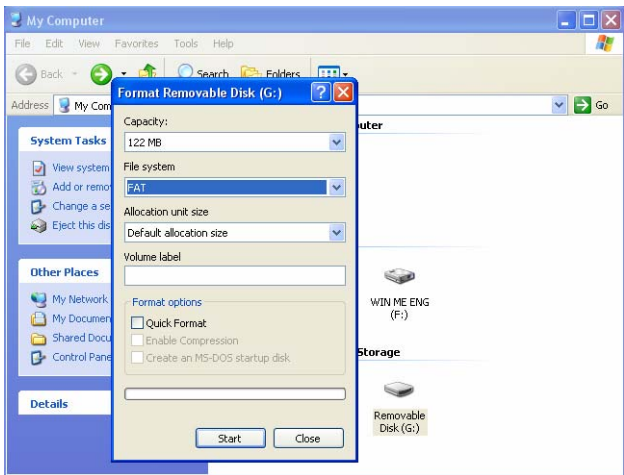 My Computer
File Edit View Favorites Tools Help
Back Search Folders
Address My Com Go
Format Removable Disk (G:)
Capacity:
122 MB
File system
FAT
Allocation unit size
Default allocation size
Volume label
Format options
Quick Format
Enable Compression
Create an MS-DOS startup disk
Start Close
System Tasks
View system
Add or remo
Change a se
Eject this dis
Other Places
My Network
My Documen
Shared Docu
Control Pane
Details
uter
WIN ME ENG
(F:)
Storage
Removable
Disk (G:)